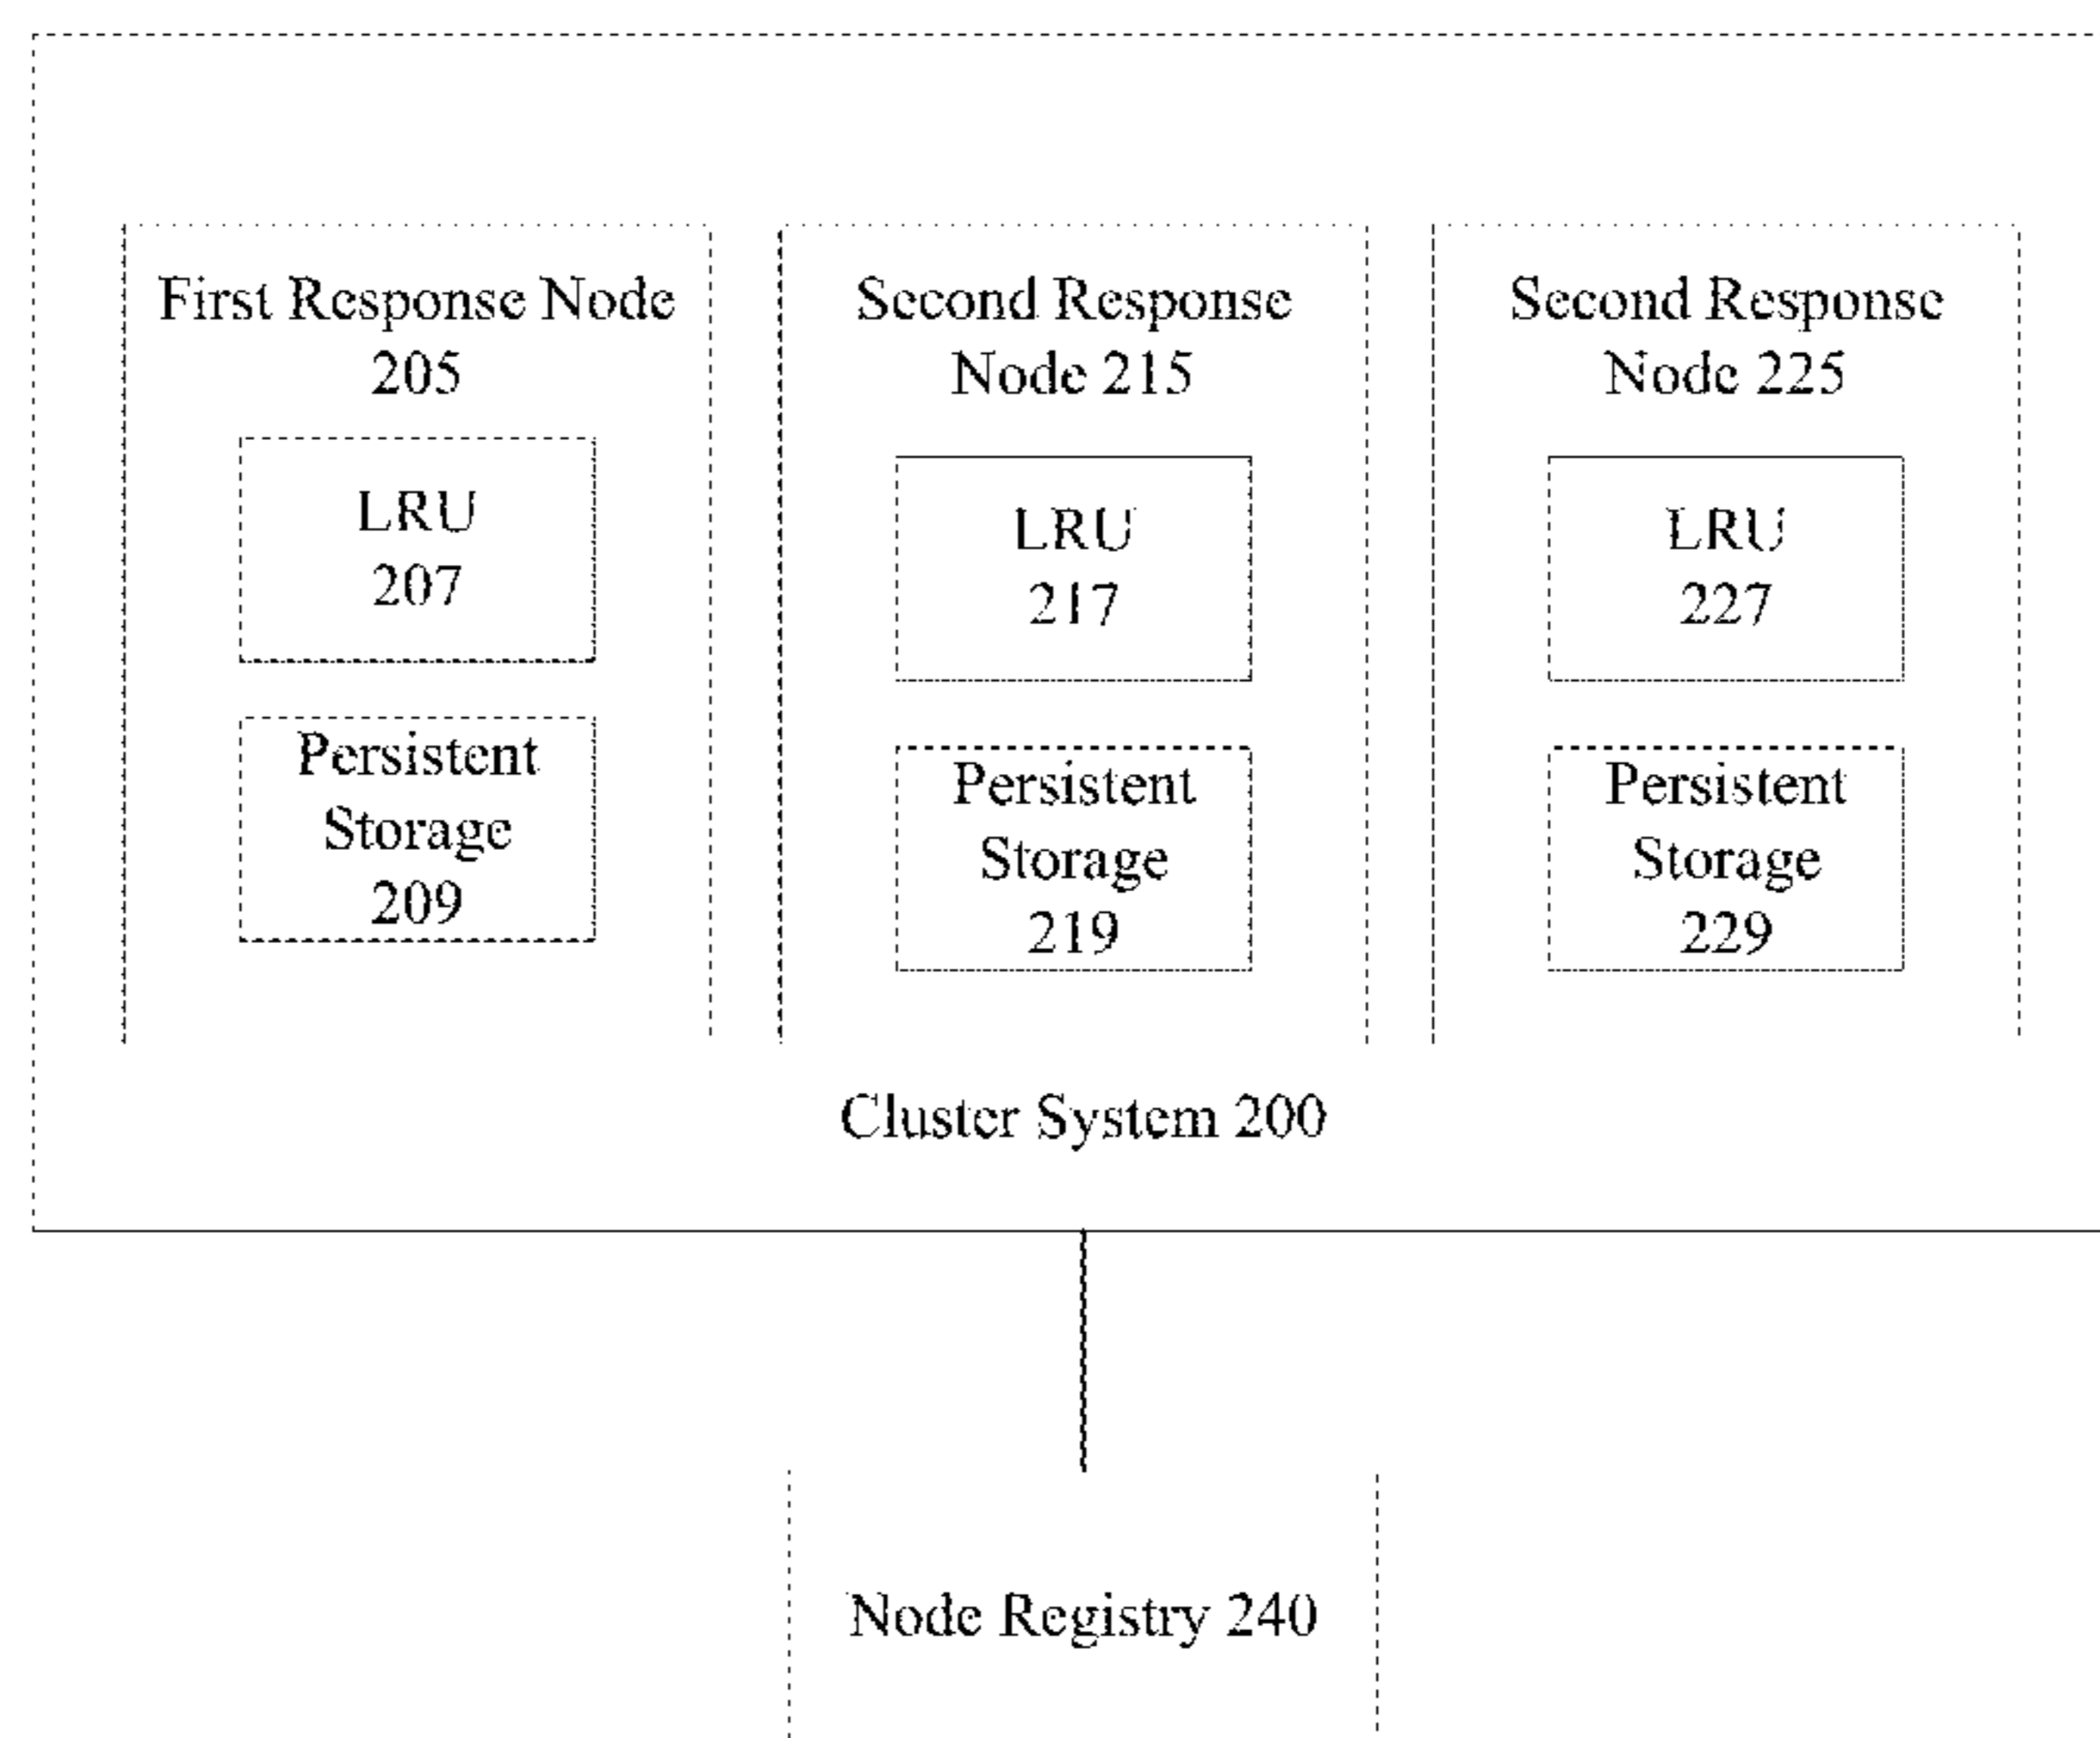 First Response Node
205
LRU
207
Persistent
Storage
209
Second Response
Node 215
LRU
217
Persistent
Storage
219
Second Response
Node 225
LRU
227
Persistent
Storage
229
Cluster System 200
Node Registry 240